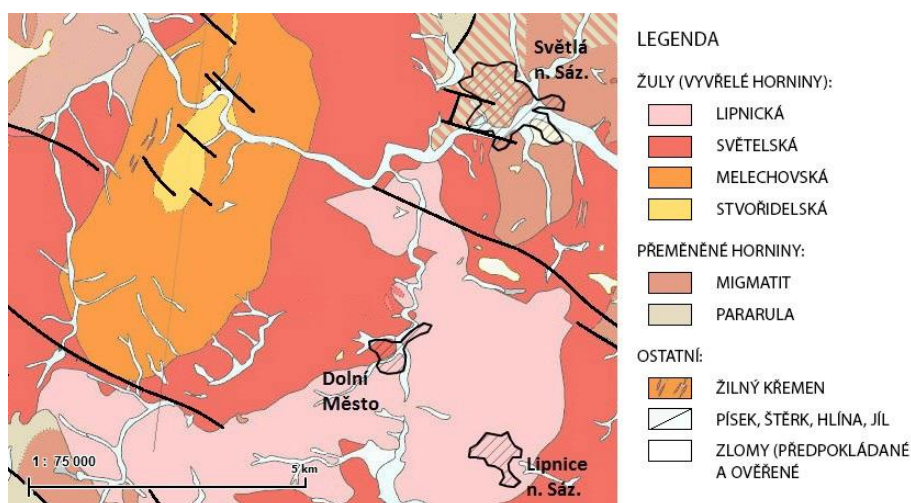 Světlá
n. Sáz.
Dolní
Město
Lipnice
n. Sáz.
1 : 75 000
5 km
LEGENDA
ŽULY (VYVŘELÉ HORNINY):
LIPNICKÁ
SVĚTELSKÁ
MELECHOVSKÁ
STVOŘIDELSKÁ
PŘEMĚNĚNÉ HORNINY:
MIGMATIT
PARARULA
OSTATNÍ:
ŽILNÝ KŘEMEN
PÍSEK, ŠTĚRK, HLÍNA, JÍL
ZLOMY (PŘEDPOKLÁDANÉ
A OVĚŘENÉ